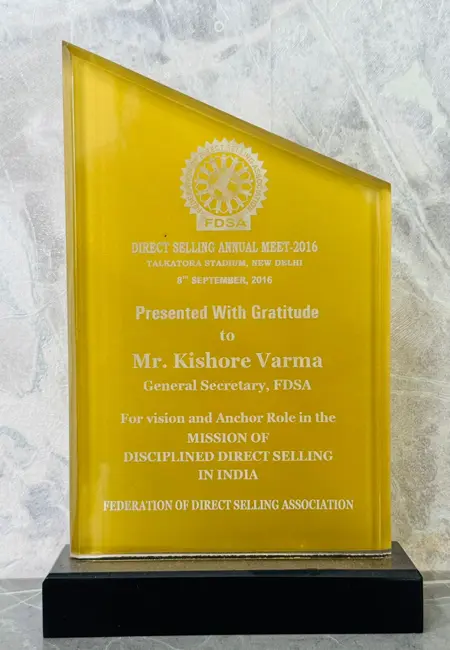 FDSA
DIRECT SELLING ANNUAL MEET-2016
TALKATORA STADIUM, NEW DELHI
8TH SEPTEMBER, 2016
Presented With Gratitude
to
Mr. Kishore Varma
General Secretary, FDSA
For vision and Anchor Role in the
MISSION OF
DISCIPLINED DIRECT SELLING
IN INDIA
FEDERATION OF DIRECT SELLING ASSOCIATION